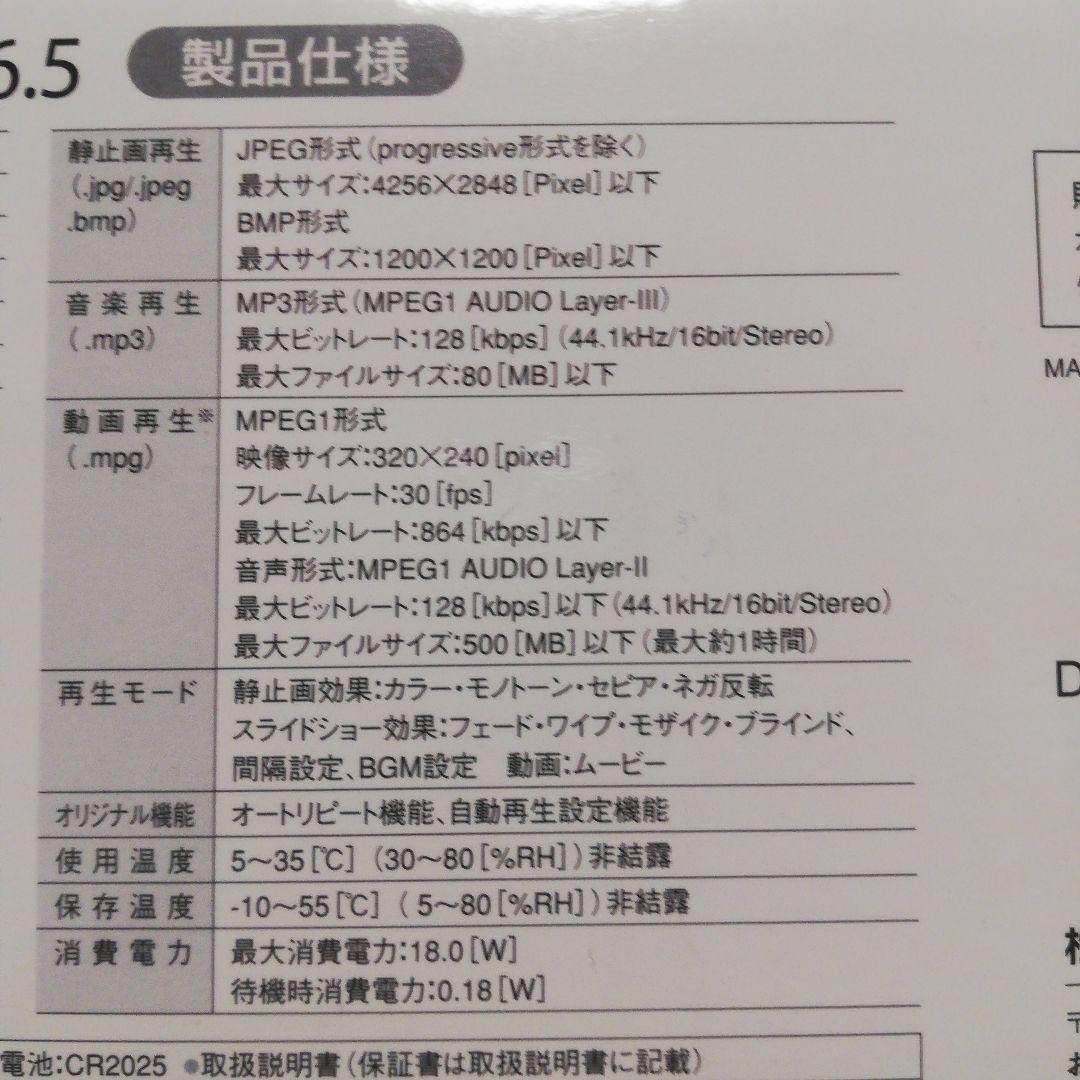 6.5 製品仕様
静止画再生 JPEG形式(progressive形式を除く)
(.jpg/.jpeg 最大サイズ:4256×2848[Pixel]以下
.bmp) BMP形式
最大サイズ:1200×1200[Pixel]以下
音楽再生 MP3形式(MPEG1 AUDIO Layer-III)
(.mp3) 最大ビットレート:128[kbps](44.1kHz/16bit/Stereo)
最大ファイルサイズ:80[MB]以下
動画再生※ MPEG1形式
(.mpg) 映像サイズ:320×240[pixel]
フレームレート:30[fps]
最大ビットレート:864[kbps]以下
音声形式:MPEG1 AUDIO Layer-II
最大ビットレート:128[kbps]以下(44.1kHz/16bit/Stereo)
最大ファイルサイズ:500[MB]以下(最大約1時間)
再生モード 静止画効果:カラー・モノトーン・セピア・ネガ反転
スライドショー効果:フェード・ワイプ・モザイク・ブラインド、
間隔設定、BGM設定 動画:ムービー
オリジナル機能 オートリピート機能、自動再生設定機能
使用温度 5～35[℃] (30～80[%RH])非結露
保存温度 -10～55[℃] (5～80[%RH])非結露
消費電力 最大消費電力:18.0[W]
待機時消費電力:0.18[W]
電池:CR2025 ●取扱説明書(保証書は取扱説明書に記載)
MA
D
〒
お